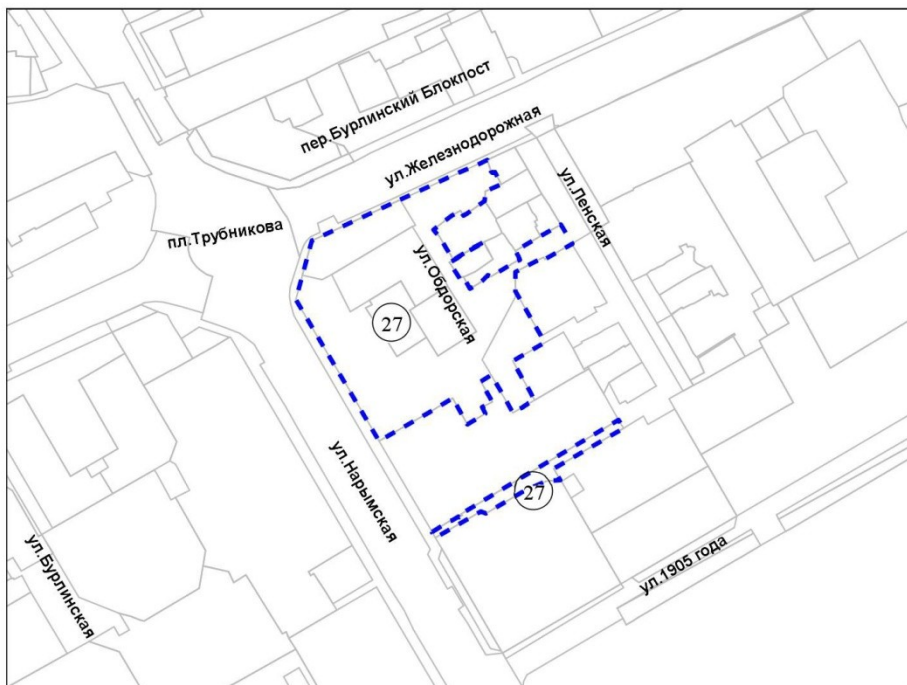 пер.Бурлинский Блокпост
ул.Железнодорожная
пл.Трубникова
ул.Ленская
ул.Обдорская
27
ул.Нарымская
27
ул.Бурлинская
ул.1905 года